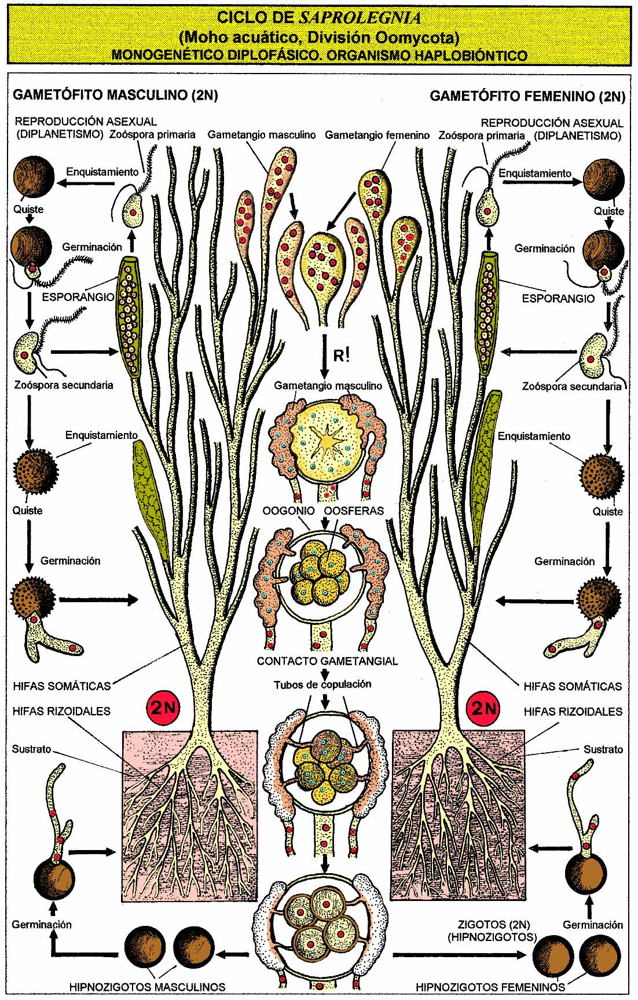 CICLO DE SAPROLEGNIA
(Moho acuático, División Oomycota)
MONOGENÉTICO DIPLOFÁSICO. ORGANISMO HAPLOBIÓNTICO
GAMETÓFITO MASCULINO (2N)
GAMETÓFITO FEMENINO (2N)
REPRODUCCIÓN ASEXUAL
(DIPLANETISMO)
Zoóspora primaria
Gametangio masculino
Gametangio femenino
Zoóspora primaria
REPRODUCCIÓN ASEXUAL
(DIPLANETISMO)
Enquistamiento
Enquistamiento
Quiste
Quiste
Germinación
Germinación
ESPORANGIO
ESPORANGIO
R!
Zoóspora secundaria
Gametangio masculino
Zoóspora secundaria
Enquistamiento
Enquistamiento
Quiste
OOGONIO
OOSFERAS
Quiste
Germinación
Germinación
CONTACTO GAMETANGIAL
Tubos de copulación
HIFAS SOMÁTICAS
HIFAS SOMÁTICAS
2N
2N
HIFAS RIZOIDALES
HIFAS RIZOIDALES
Sustrato
Sustrato
Germinación
ZIGOTOS (2N)
(HIPNOZIGOTOS)
Germinación
HIPNOZIGOTOS MASCULINOS
HIPNOZIGOTOS FEMENINOS